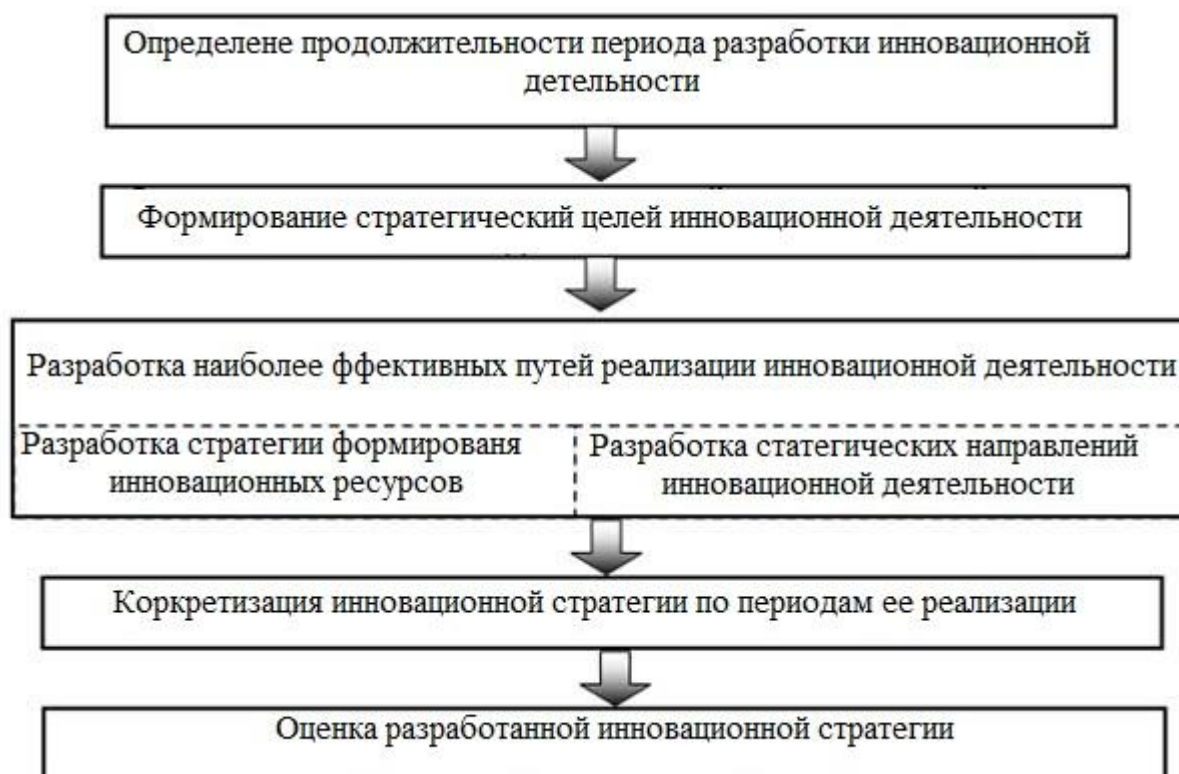 Определене продолжительности периода разработки инновационной
детельности
Формирование стратегический целей инновационной деятельности
Разработка наиболее ффективных путей реализации инновационной деятельности
Разработка стратегии формированя
инновационных ресурсов
Разработка статегических направлений
инновационной деятельности
Коркретизация инновационной стратегии по периодам ее реализации
Оценка разработанной инновационной стратегии